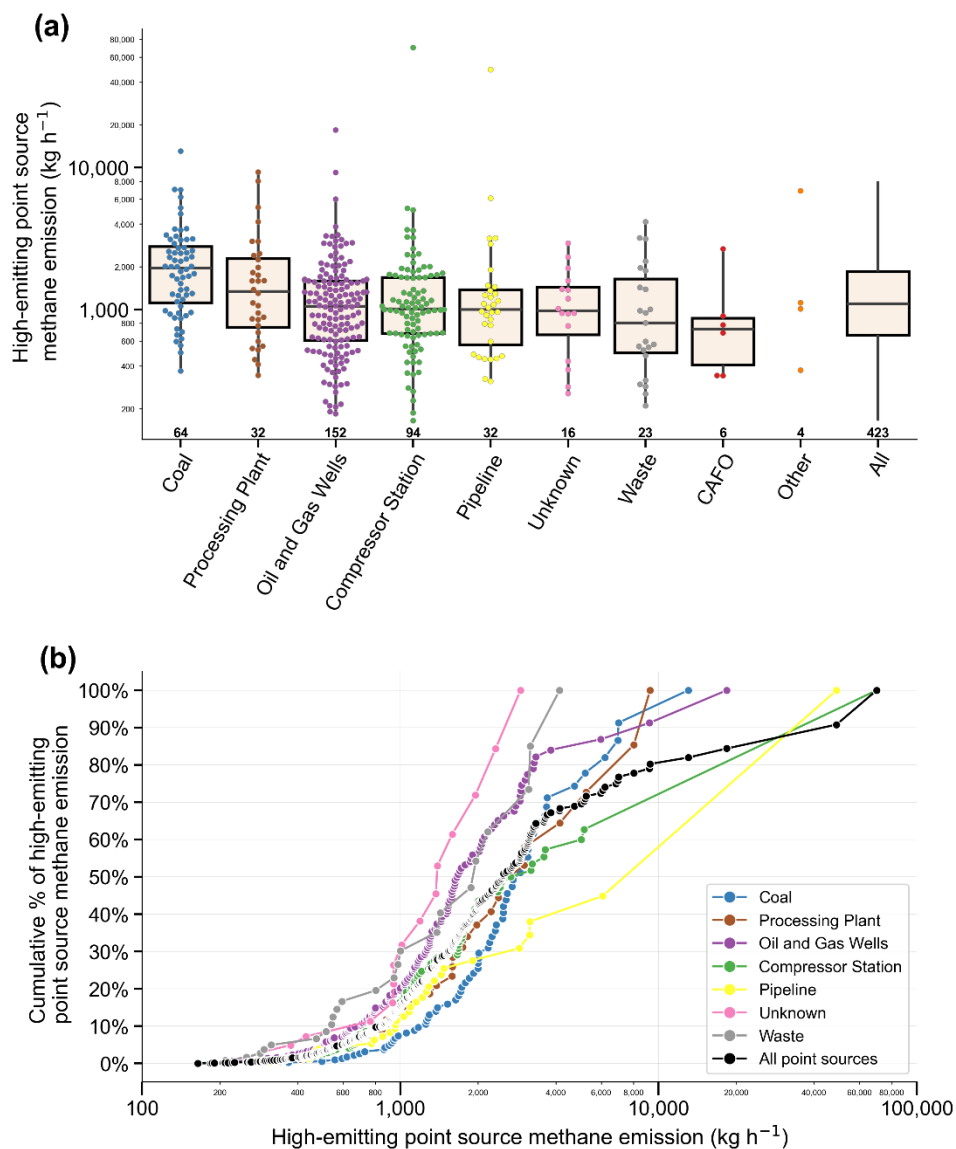 (a)
High-emitting point source
methane emission (kg h⁻¹)
80,000
60,000
40,000
20,000
10,000
8,000
6,000
4,000
2,000
1,000
800
600
400
200
64 32 152 94 32 16 23 6 4 423
Coal
Processing Plant
Oil and Gas Wells
Compressor Station
Pipeline
Unknown
Waste
CAFO
Other
All
(b)
Cumulative % of high-emitting
point source methane emission
100%
90%
80%
70%
60%
50%
40%
30%
20%
10%
0%
Coal
Processing Plant
Oil and Gas Wells
Compressor Station
Pipeline
Unknown
Waste
All point sources
100 200 400 600 800 1,000 2,000 4,000 6,000 8,000 10,000 20,000 40,000 60,000 80,000 100,000
High-emitting point source methane emission (kg h⁻¹)